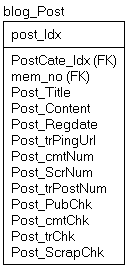 blog_Post
post_Idx
PostCate_Idx (FK)
mem_no (FK)
Post_Title
Post_Content
Post_Regdate
Post_trPingUrl
Post_cmtNum
Post_ScrNum
Post_trPostNum
Post_PubChk
Post_cmtChk
Post_trChk
Post_ScrapChk